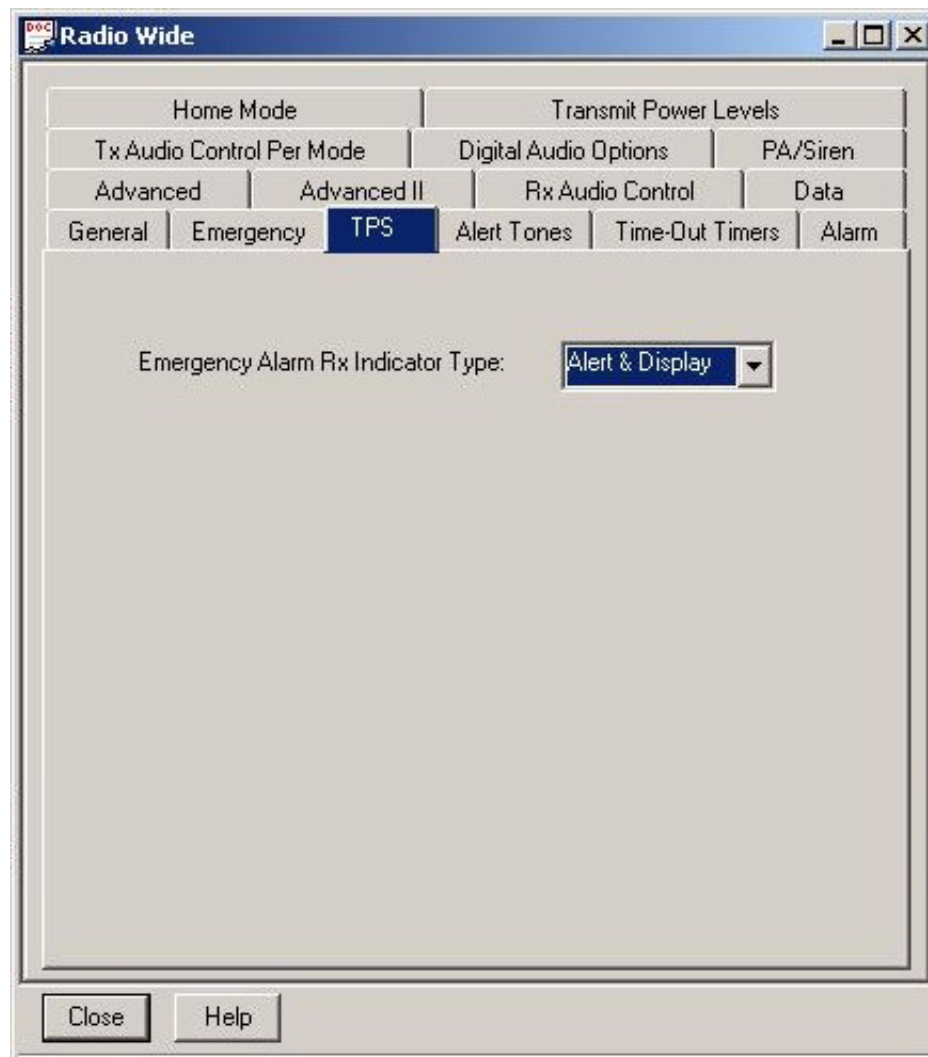 DOC
Radio Wide
Home Mode
Transmit Power Levels
Tx Audio Control Per Mode
Digital Audio Options
PA/Siren
Advanced
Advanced II
Rx Audio Control
Data
General
Emergency
TPS
Alert Tones
Time-Out Timers
Alarm
Emergency Alarm Rx Indicator Type:
Alert & Display
Close
Help